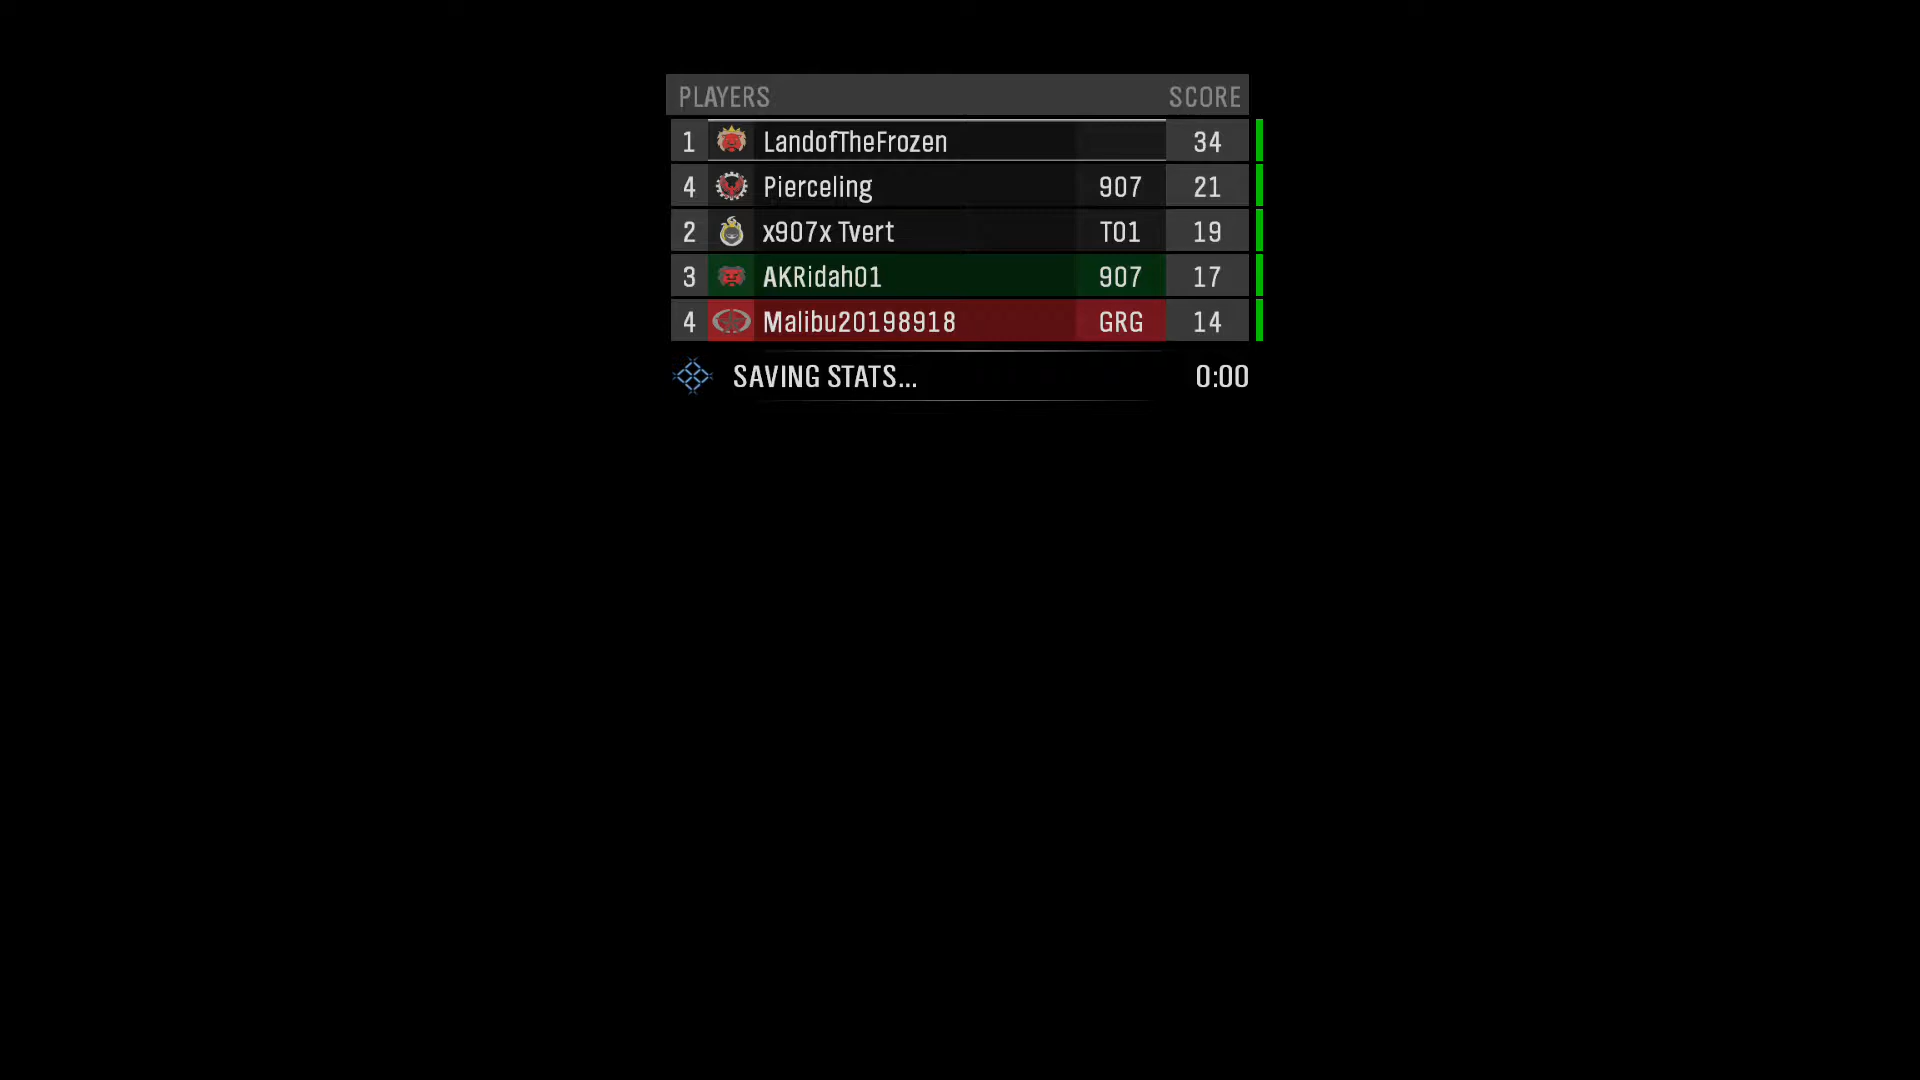 PLAYERS SCORE
1 LandofTheFrozen 34
4 Pierceling 907 21
2 x907x Tvert TO1 19
3 AKRidah01 907 17
4 Malibu20198918 GRG 14
SAVING STATS... 0:00